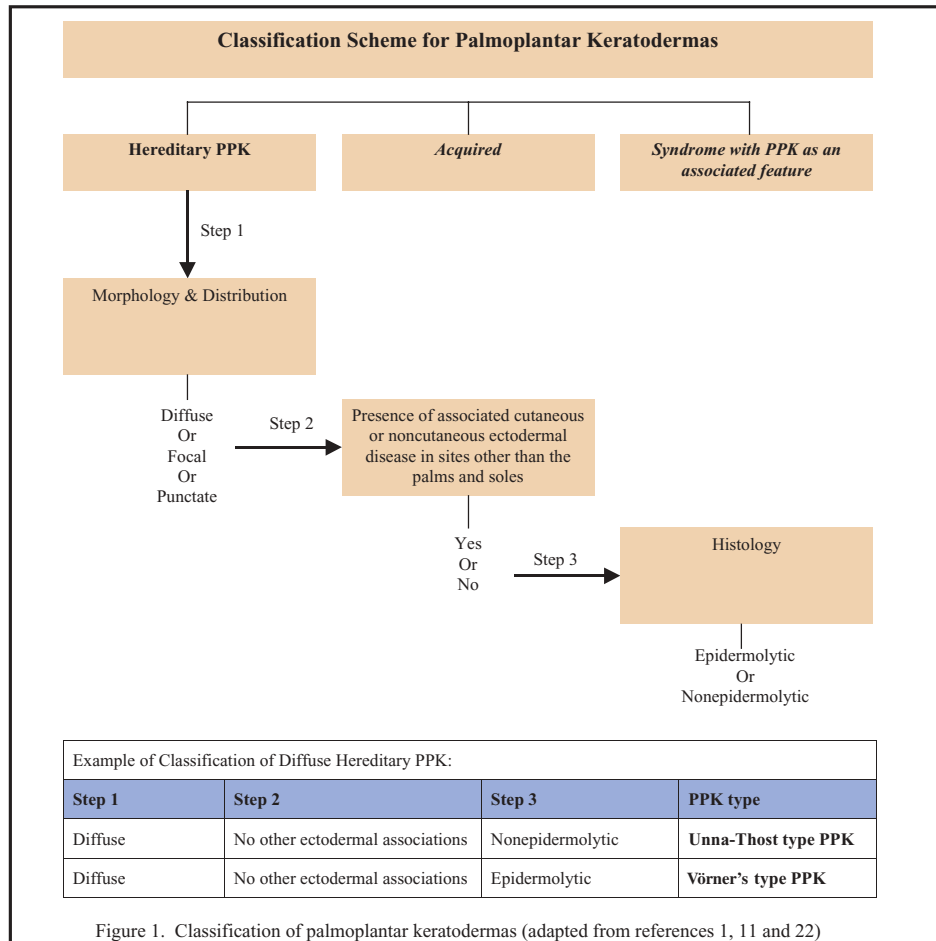 Classification Scheme for Palmoplantar Keratodermas
Hereditary PPK
Acquired
Syndrome with PPK as an
associated feature
Step 1
Morphology & Distribution
Diffuse
Or
Focal
Or
Punctate
Step 2
Presence of associated cutaneous
or noncutaneous ectodermal
disease in sites other than the
palms and soles
Yes
Or
No
Step 3
Histology
Epidermolytic
Or
Nonepidermolytic
Example of Classification of Diffuse Hereditary PPK:
Step 1 Step 2 Step 3 PPK type
Diffuse No other ectodermal associations Nonepidermolytic Unna-Thost type PPK
Diffuse No other ectodermal associations Epidermolytic Vörner's type PPK
Figure 1. Classification of palmoplantar keratodermas (adapted from references 1, 11 and 22)